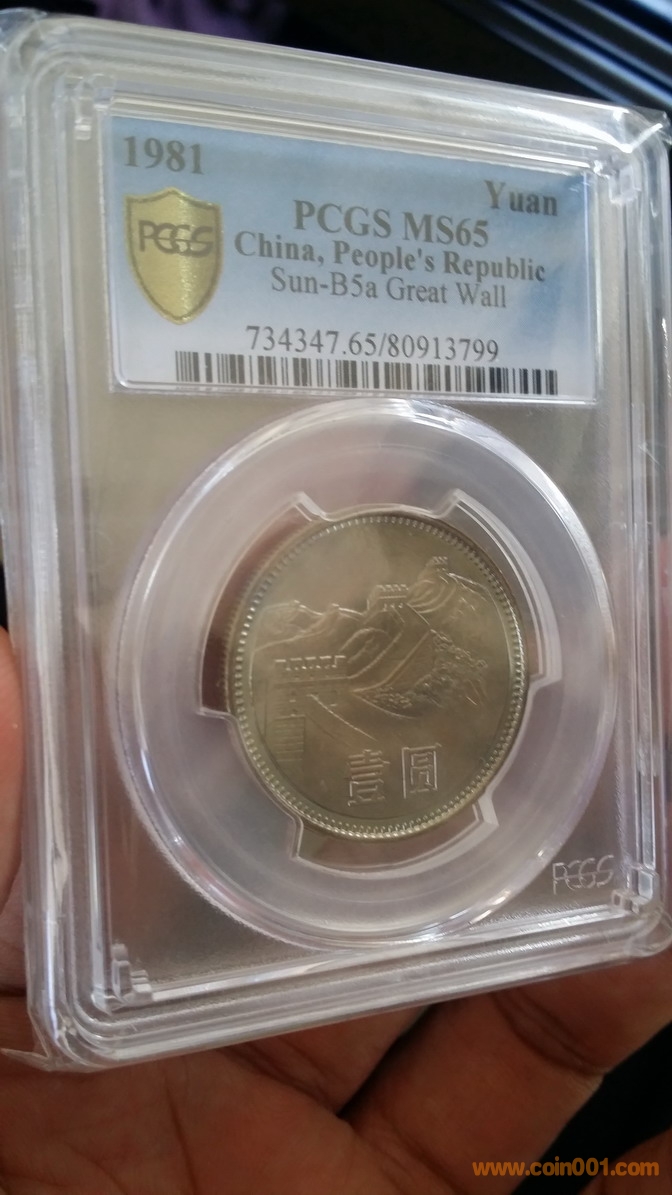 1981
Yuan
PCGS
PCGS MS65
China, People's Republic
Sun-B5a Great Wall
734347.65/80913799
壹圆
PCGS
www.coin001.com